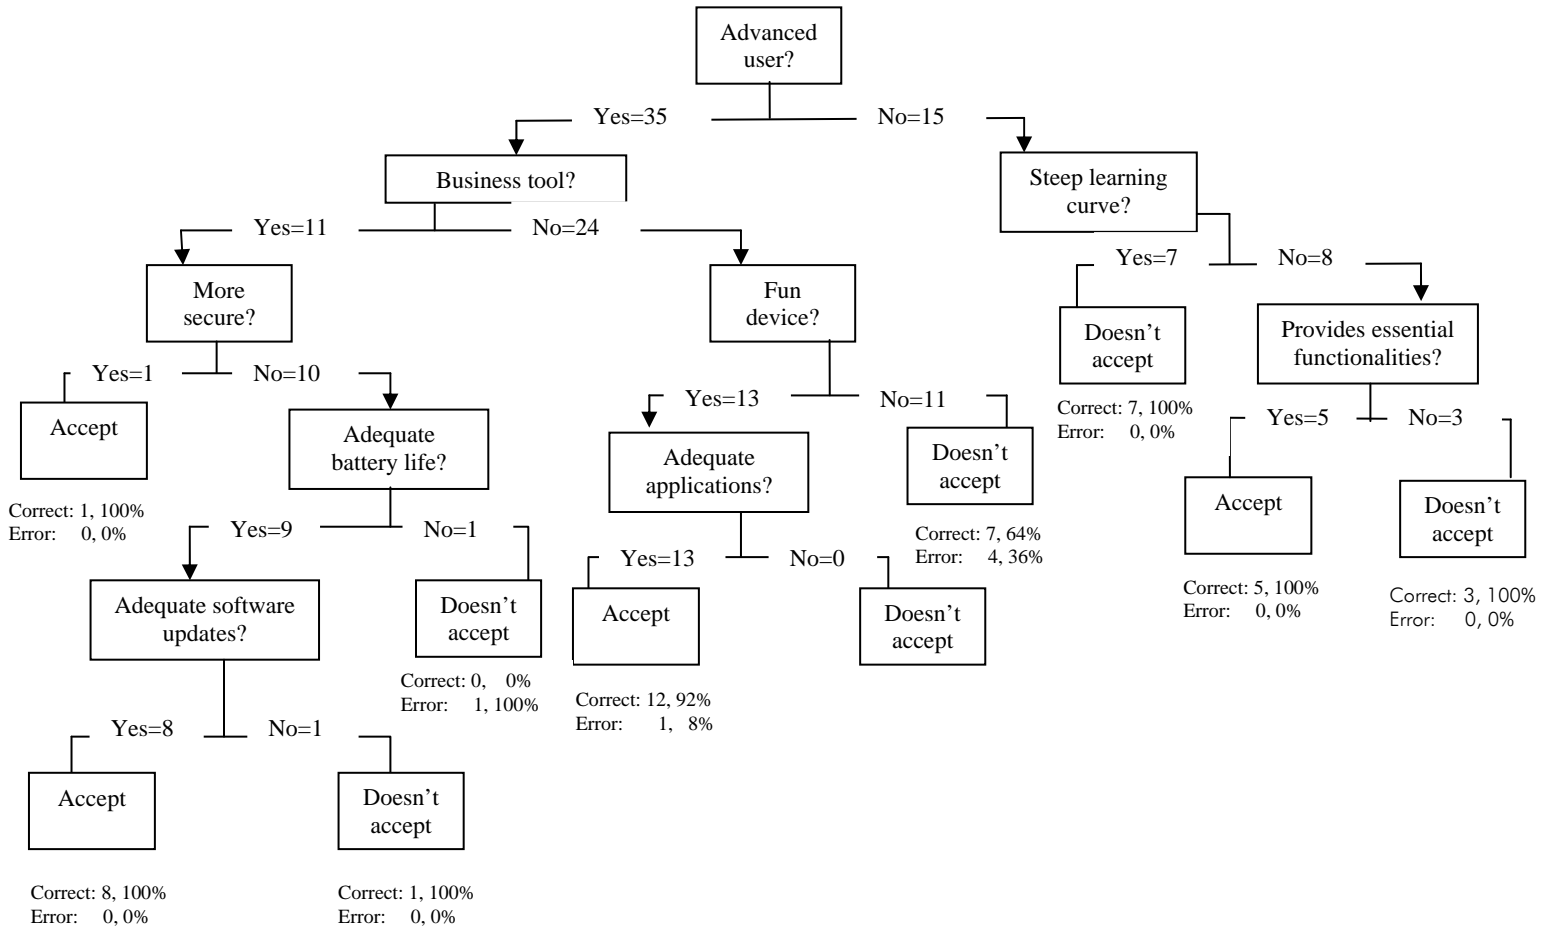 Advanced
user?
Yes=35
No=15
Business tool?
Steep learning
curve?
Yes=11
No=24
Yes=7
No=8
More
secure?
Fun
device?
Doesn't
accept
Provides essential
functionalities?
Yes=1
No=10
Yes=13
No=11
Correct: 7, 100%
Error: 0, 0%
Yes=5
No=3
Accept
Adequate
battery life?
Adequate
applications?
Doesn't
accept
Accept
Doesn't
accept
Correct: 1, 100%
Error: 0, 0%
Yes=9
No=1
Yes=13
No=0
Correct: 7, 64%
Error: 4, 36%
Correct: 5, 100%
Error: 0, 0%
Correct: 3, 100%
Error: 0, 0%
Adequate software
updates?
Doesn't
accept
Accept
Doesn't
accept
Correct: 0, 0%
Error: 1, 100%
Correct: 12, 92%
Error: 1, 8%
Yes=8
No=1
Accept
Doesn't
accept
Correct: 8, 100%
Error: 0, 0%
Correct: 1, 100%
Error: 0, 0%